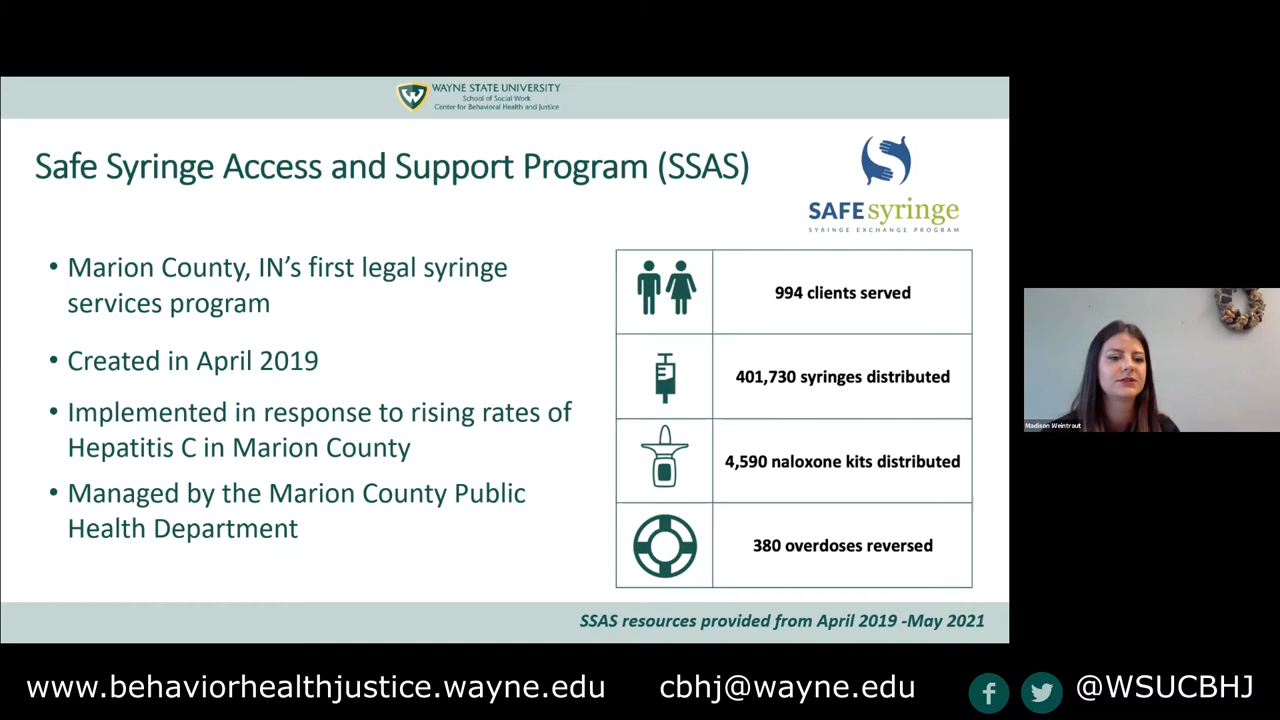 WAYNE STATE UNIVERSITY
School of Social Work
Center for Behavioral Health and Justice
Safe Syringe Access and Support Program (SSAS)
SAFE syringe
SYRINGE EXCHANGE PROGRAM
• Marion County, IN's first legal syringe
services program
• Created in April 2019
• Implemented in response to rising rates of
Hepatitis C in Marion County
• Managed by the Marion County Public
Health Department
994 clients served
401,730 syringes distributed
4,590 naloxone kits distributed
380 overdoses reversed
SSAS resources provided from April 2019 -May 2021
Madison Weintraut
www.behaviorhealthjustice.wayne.edu cbhj@wayne.edu @WSUCBHJ